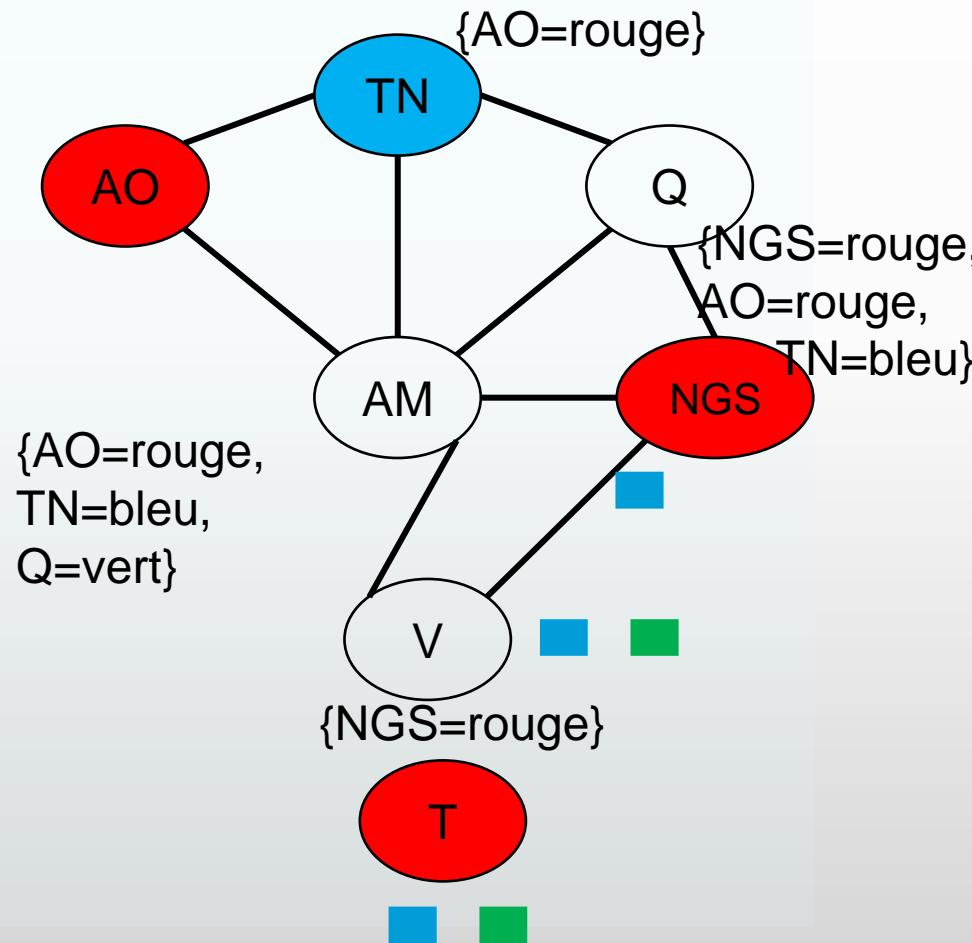 {AO=rouge}
TN
AO
Q
{NGS=rouge,
AO=rouge,
TN=bleu}
AM
NGS
{AO=rouge,
TN=bleu,
Q=vert}
V
{NGS=rouge}
T